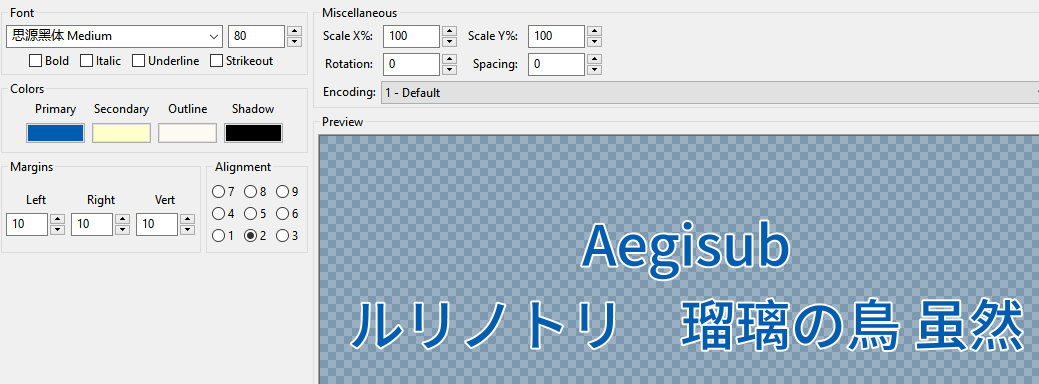 Font
思源黑体 Medium
80
Bold Italic Underline Strikeout
Colors
Primary Secondary Outline Shadow
Margins
Left Right Vert
10 10 10
Alignment
7 8 9
4 5 6
1 2 3
Miscellaneous
Scale X%: 100 Scale Y%: 100
Rotation: 0 Spacing: 0
Encoding: 1 - Default
Preview
Aegisub
ルリノトリ　瑠璃の鳥 虽然